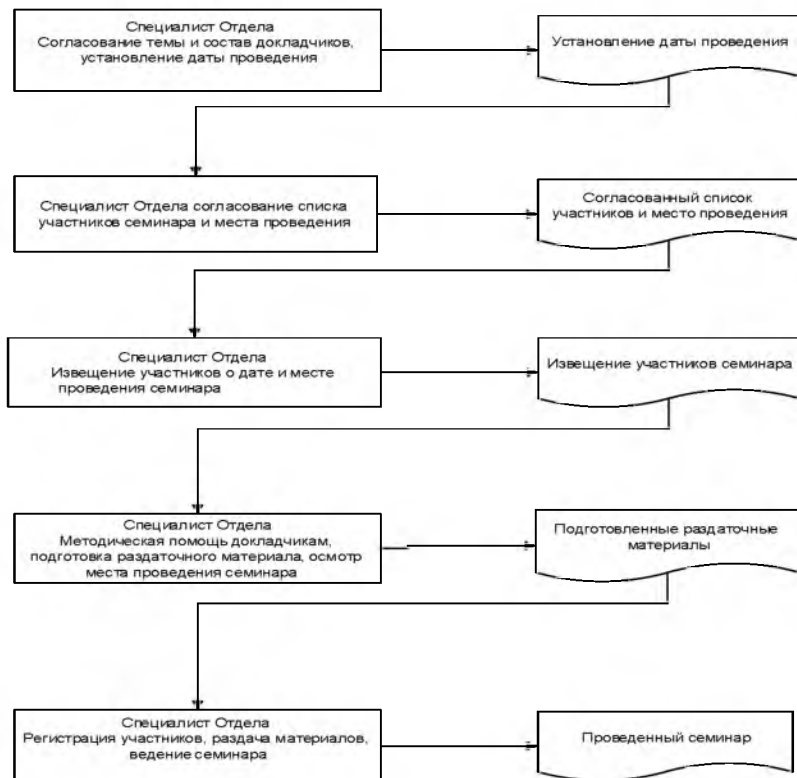 Специалист Отдела
Согласование темы и состав докладчиков,
установление даты проведения
Установление даты проведения
Специалист Отдела согласование списка
участников семинара и места проведения
Согласованный список
участников и место проведения
Специалист Отдела
Извещение участников о дате и месте
проведения семинара
Извещение участников семинара
Специалист Отдела
Методическая помощь докладчикам,
подготовка раздаточного материала, осмотр
места проведения семинара
Подготовленные раздаточные
материалы
Специалист Отдела
Регистрация участников, раздача материалов,
ведение семинара
Проведенный семинар